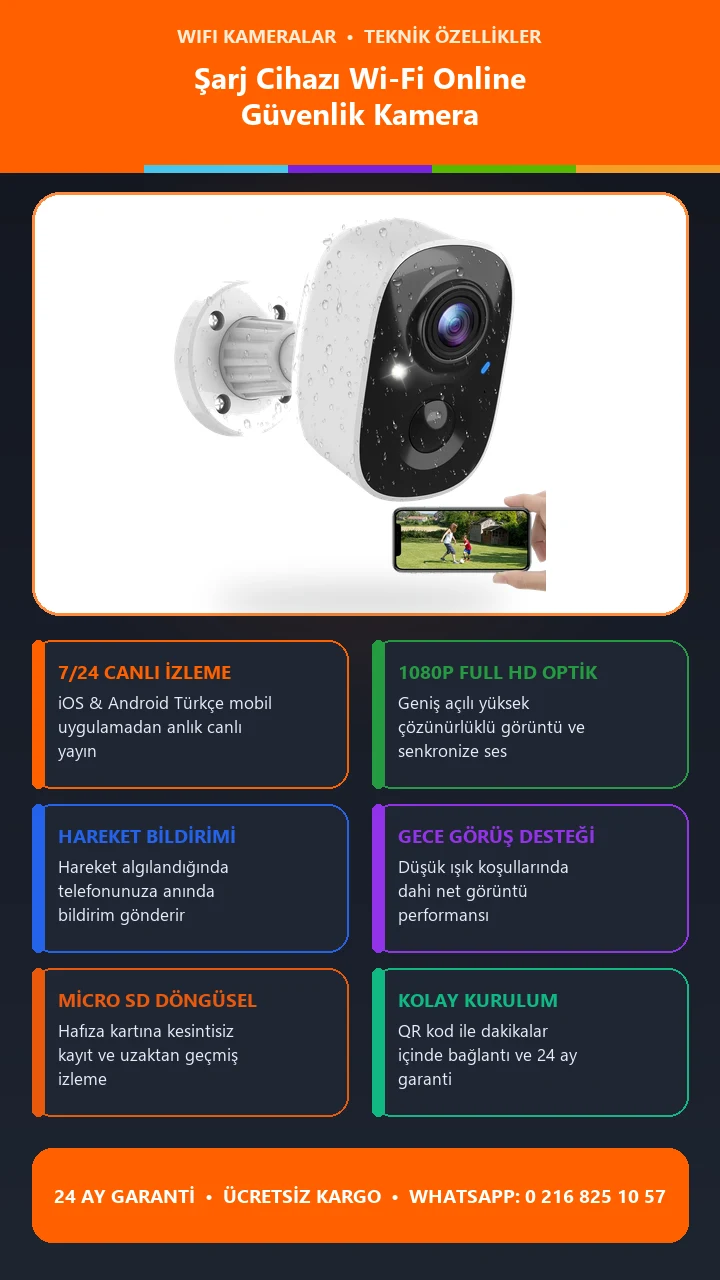 WIFI KAMERALAR • TEKNİK ÖZELLİKLER
Şarj Cihazı Wi-Fi Online
Güvenlik Kamera
7/24 CANLI İZLEME
iOS & Android Türkçe mobil
uygulamadan anlık canlı
yayın
1080P FULL HD OPTİK
Geniş açılı yüksek
çözünürlüklü görüntü ve
senkronize ses
HAREKET BİLDİRİMİ
Hareket algılandığında
telefonunuza anında
bildirim gönderir
GECE GÖRÜŞ DESTEĞİ
Düşük ışık koşullarında
dahi net görüntü
performansı
MİCRO SD DÖNGÜSEL
Hafıza kartına kesintisiz
kayıt ve uzaktan geçmiş
izleme
KOLAY KURULUM
QR kod ile dakikalar
içinde bağlantı ve 24 ay
garanti
24 AY GARANTİ • ÜCRETSİZ KARGO • WHATSAPP: 0 216 825 10 57